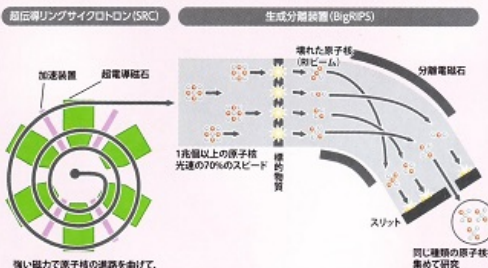 超伝導リングサイクロトロン(SRC)
生成分離装置(BigRIPS)
加速装置
超電導磁石
壊れた原子核
(RIビーム)
分離電磁石
1兆個以上の原子核
光速の70%のスピード
標的物質
スリット
同じ種類の原子核
集めて研究
強い磁力で原子核の進路を曲げて、